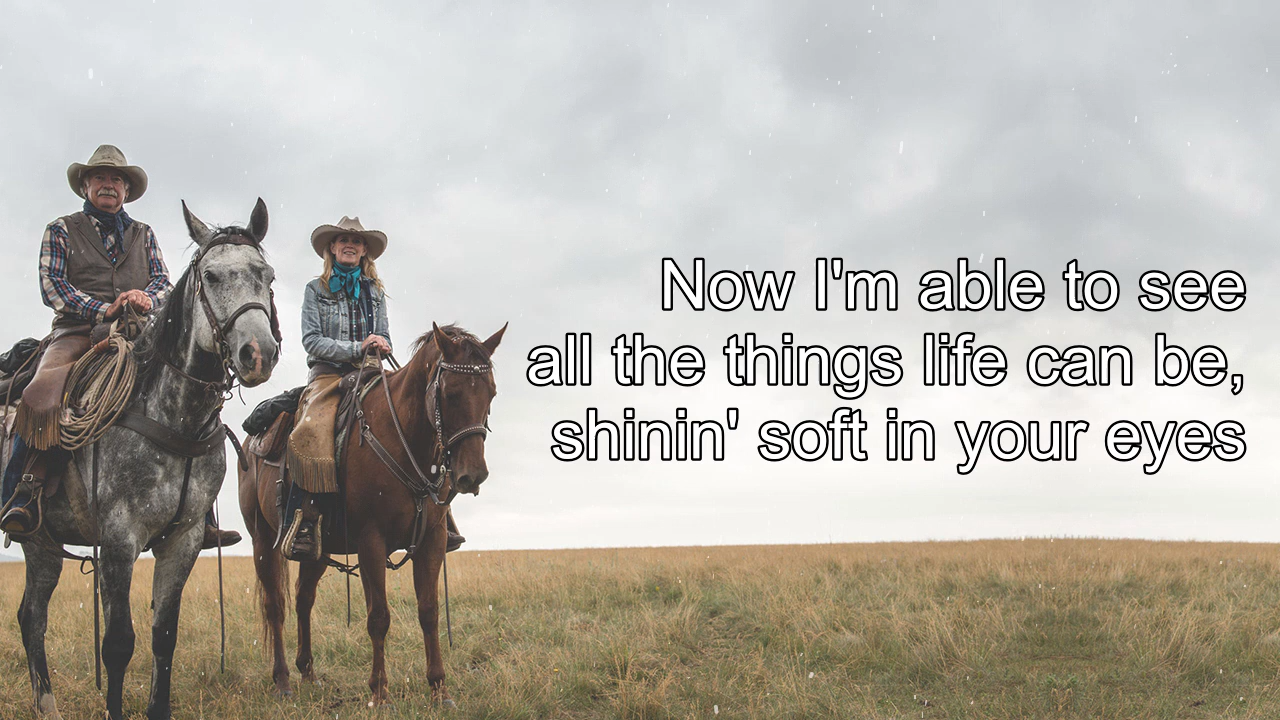 Now I'm able to see
all the things life can be,
shinin' soft in your eyes